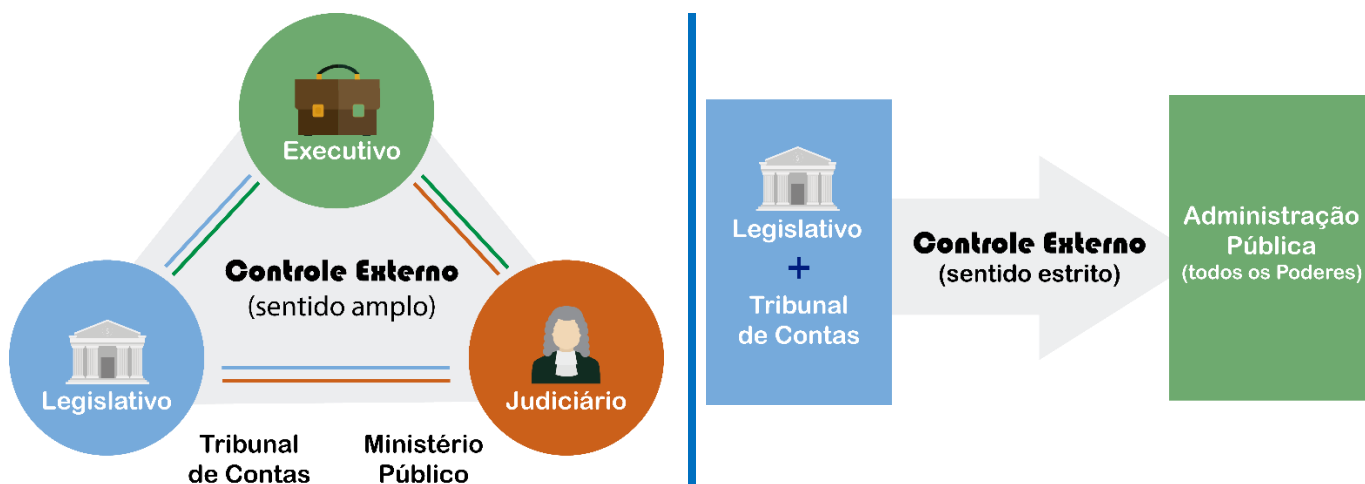 Executivo
Controle Externo
(sentido amplo)
Legislativo
Judiciário
Tribunal
de Contas
Ministério
Público
Legislativo
+
Tribunal
de Contas
Controle Externo
(sentido estrito)
Administração
Pública
(todos os Poderes)